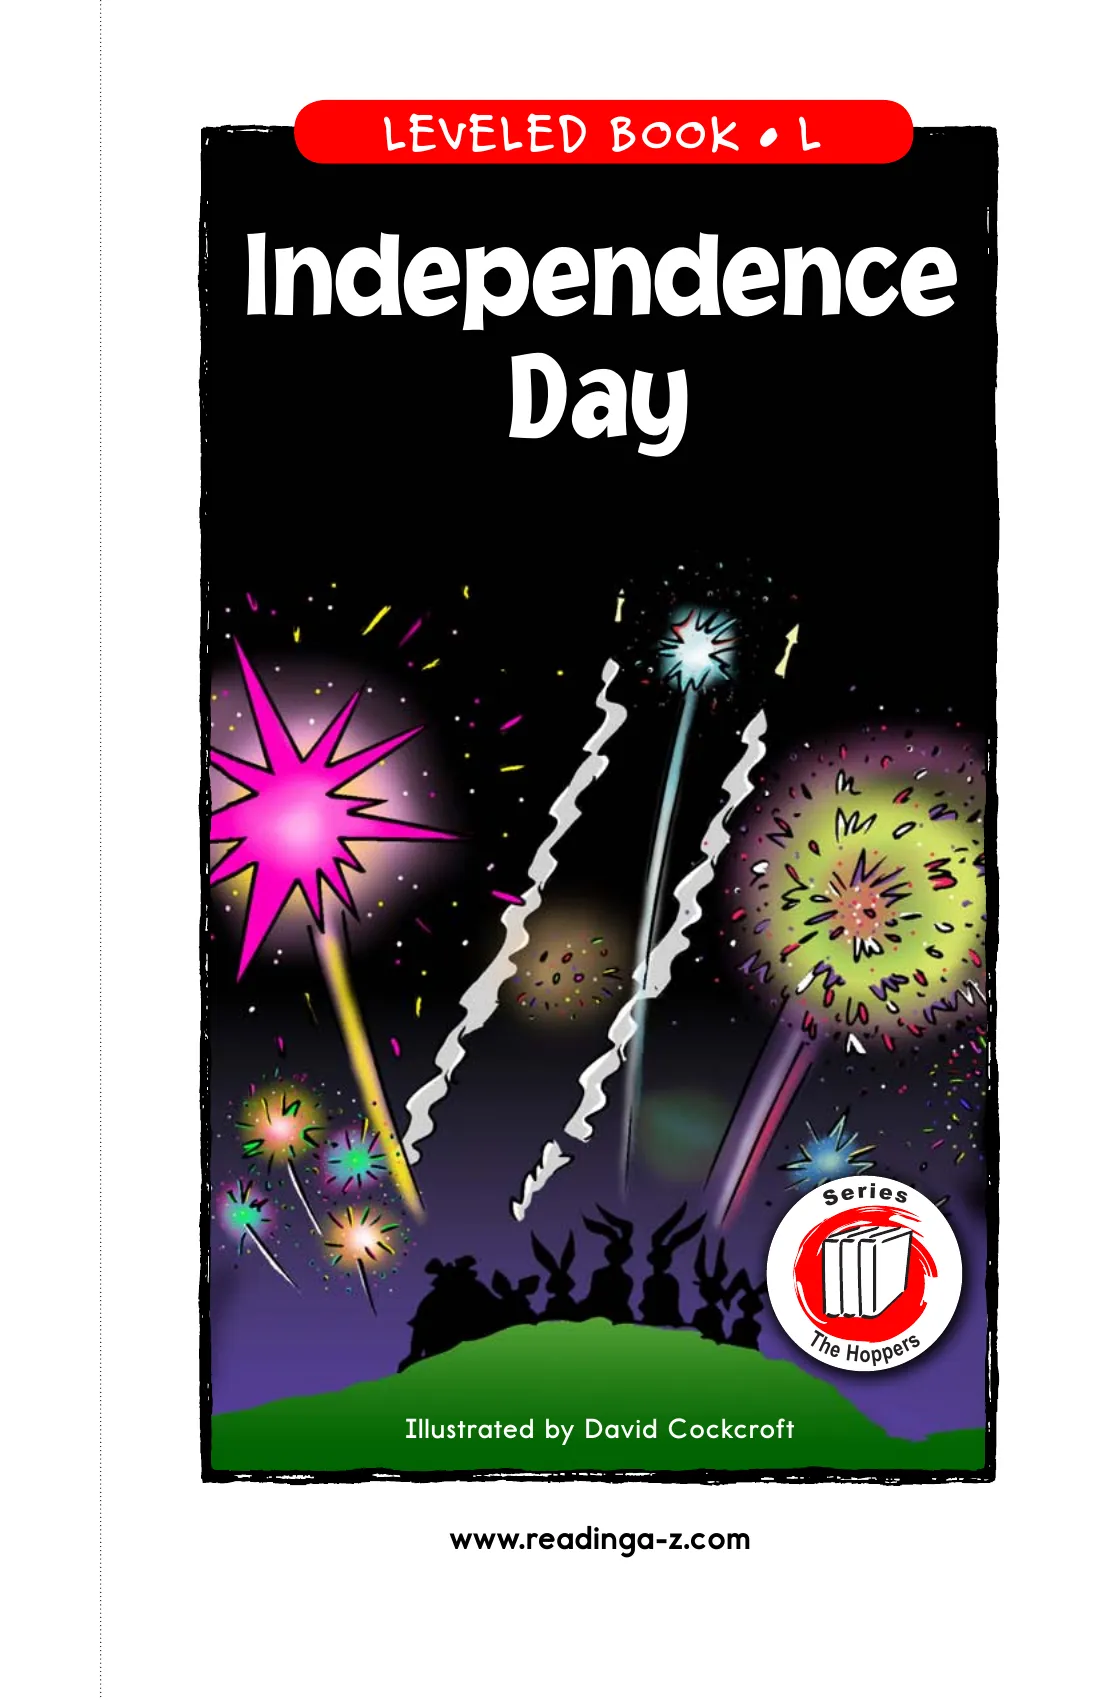 LEVELED BOOK • L
Independence
Day
Series
The Hoppers
Illustrated by David Cockcroft
www.readinga-z.com